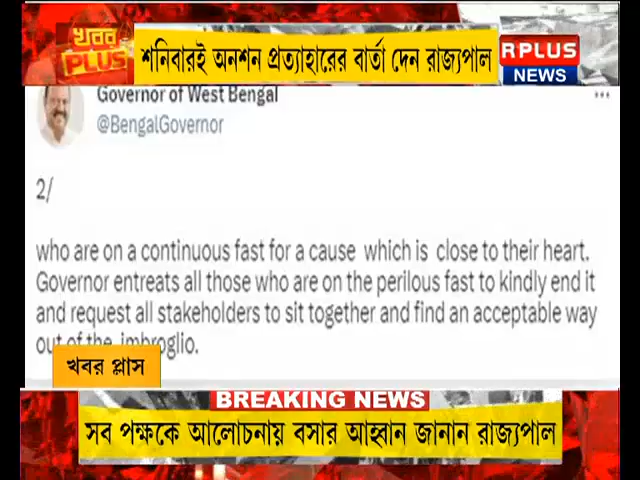 খবর
PLUS
শনিবারই অনশন প্রত্যাহারের বার্তা দেন রাজ্যপাল
RPLUS
NEWS
Governor of West Bengal
@BengalGovernor
2/
who are on a continuous fast for a cause which is close to their heart.
Governor entreats all those who are on the perilous fast to kindly end it
and request all stakeholders to sit together and find an acceptable way
out of the imbroglio.
খবর প্লাস
BREAKING NEWS
সব পক্ষকে আলোচনায় বসার আহ্বান জানান রাজ্যপাল